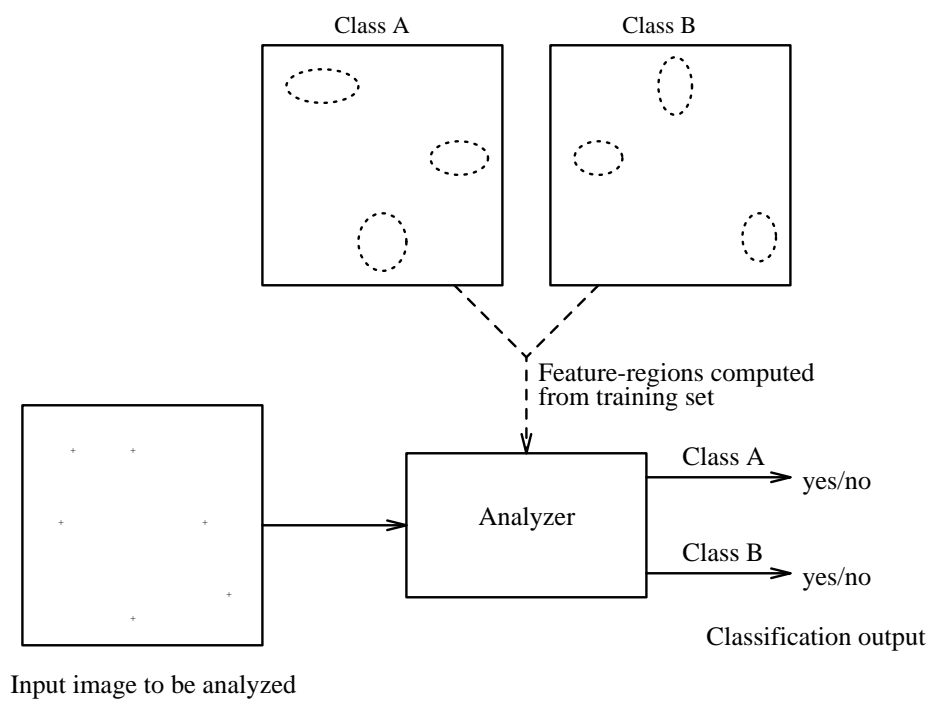 Class A
Class B
Feature-regions computed
from training set
Class A
yes/no
Analyzer
Class B
yes/no
Classification output
Input image to be analyzed